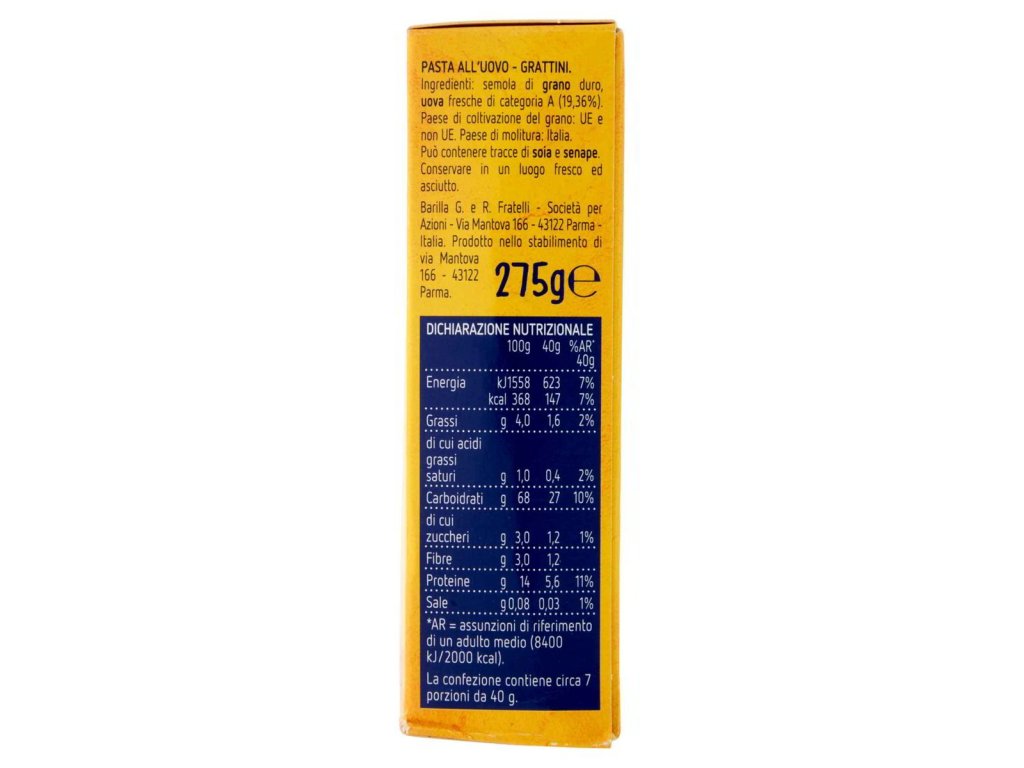 PASTA ALL'UOVO - GRATTINI.
Ingredienti: semola di grano duro,
uova fresche di categoria A (19,36%).
Paese di coltivazione del grano: UE e
non UE. Paese di molitura: Italia.
Può contenere tracce di soia e senape.
Conservare in un luogo fresco ed
asciutto.
Barilla G. e R. Fratelli - Società per
Azioni - Via Mantova 166 - 43122 Parma -
Italia. Prodotto nello stabilimento di
via Mantova
166 - 43122
Parma.
275g℮
DICHIARAZIONE NUTRIZIONALE
100g 40g %AR*
40g
Energia kJ1558 623 7%
kcal 368 147 7%
Grassi g 4,0 1,6 2%
di cui acidi
grassi
saturi g 1,0 0,4 2%
Carboidrati g 68 27 10%
di cui
zuccheri g 3,0 1,2 1%
Fibre g 3,0 1,2
Proteine g 14 5,6 11%
Sale g0,08 0,03 1%
*AR = assunzioni di riferimento
di un adulto medio (8400
kJ/2000 kcal).
La confezione contiene circa 7
porzioni da 40 g.